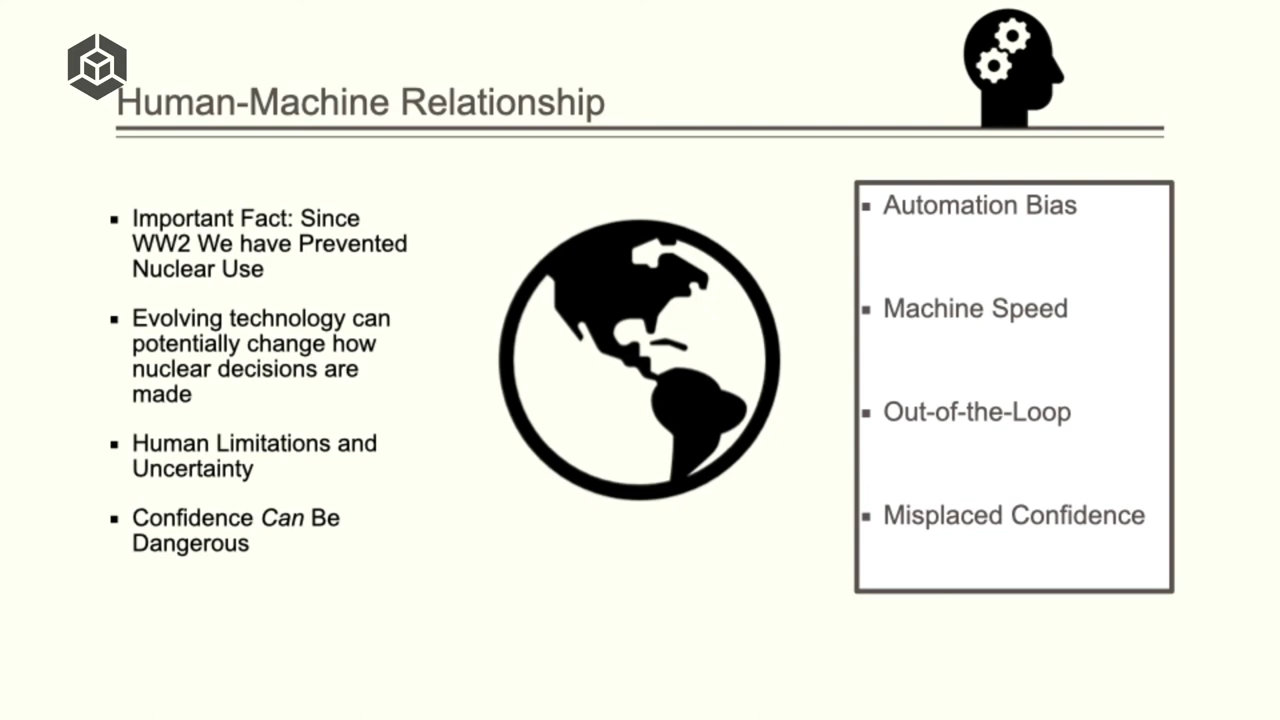 Human-Machine Relationship
▪ Important Fact: Since
WW2 We have Prevented
Nuclear Use
▪ Evolving technology can
potentially change how
nuclear decisions are
made
▪ Human Limitations and
Uncertainty
▪ Confidence Can Be
Dangerous
▪ Automation Bias
▪ Machine Speed
▪ Out-of-the-Loop
▪ Misplaced Confidence